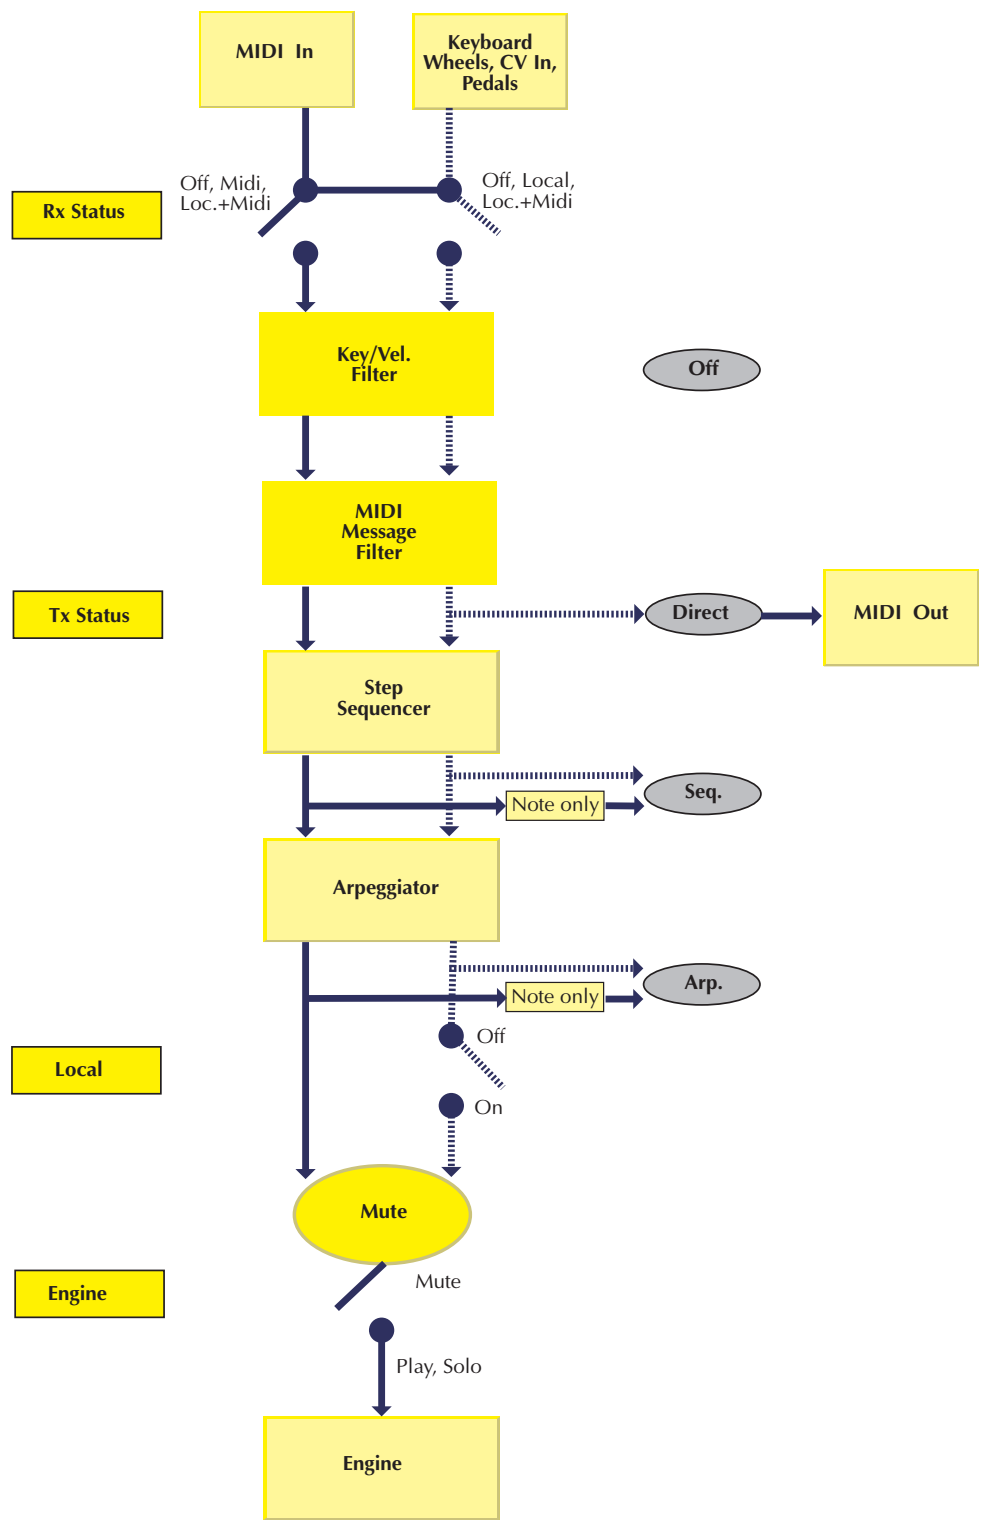 MIDI In
Keyboard
Wheels, CV In,
Pedals
Off, Midi,
Loc.+Midi
Off, Local,
Loc.+Midi
Rx Status
Key/Vel.
Filter
Off
MIDI
Message
Filter
Tx Status
Direct
MIDI Out
Step
Sequencer
Seq.
Note only
Arpeggiator
Arp.
Note only
Off
Local
On
Mute
Mute
Engine
Play, Solo
Engine